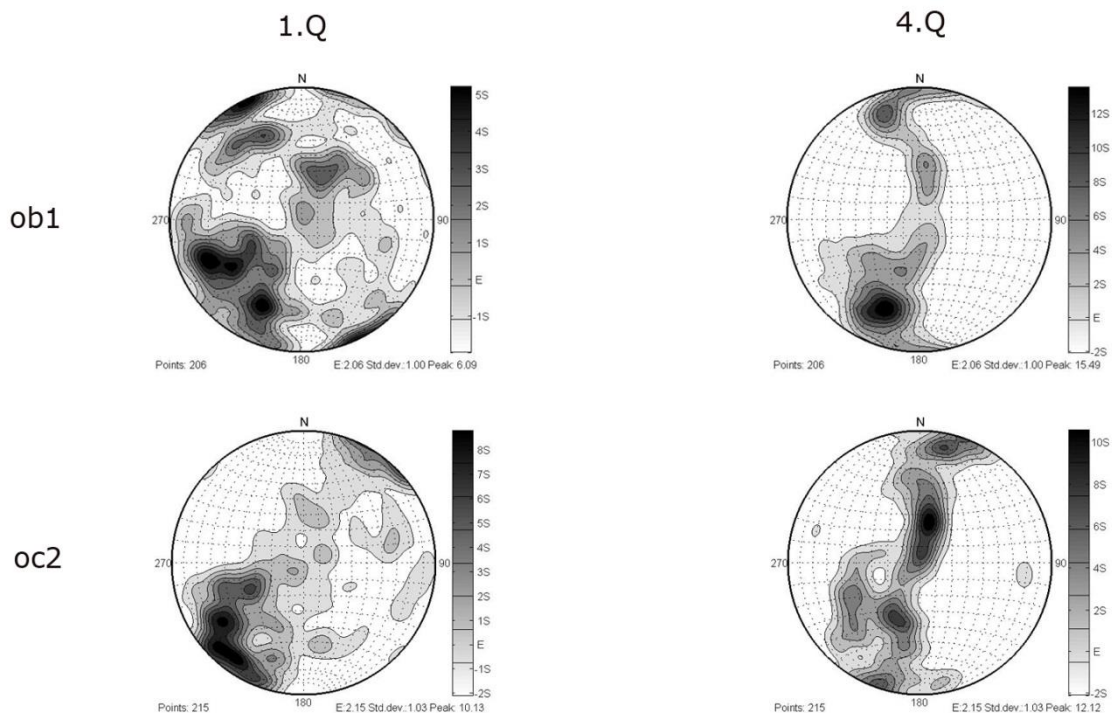 1.Q
4.Q
ob1
N
270
90
180
5S
4S
3S
2S
1S
E
-1S
Points: 206
E:2.06 Std.dev.:1.00 Peak: 6.09
N
270
90
180
12S
10S
8S
6S
4S
2S
E
-2S
Points: 206
E:2.06 Std.dev.:1.00 Peak: 15.49
oc2
N
270
90
180
8S
7S
6S
5S
4S
3S
2S
1S
E
-1S
-2S
Points: 215
E:2.15 Std.dev.:1.03 Peak: 10.13
N
270
90
180
10S
8S
6S
4S
2S
E
-2S
Points: 215
E:2.15 Std.dev.:1.03 Peak: 12.12